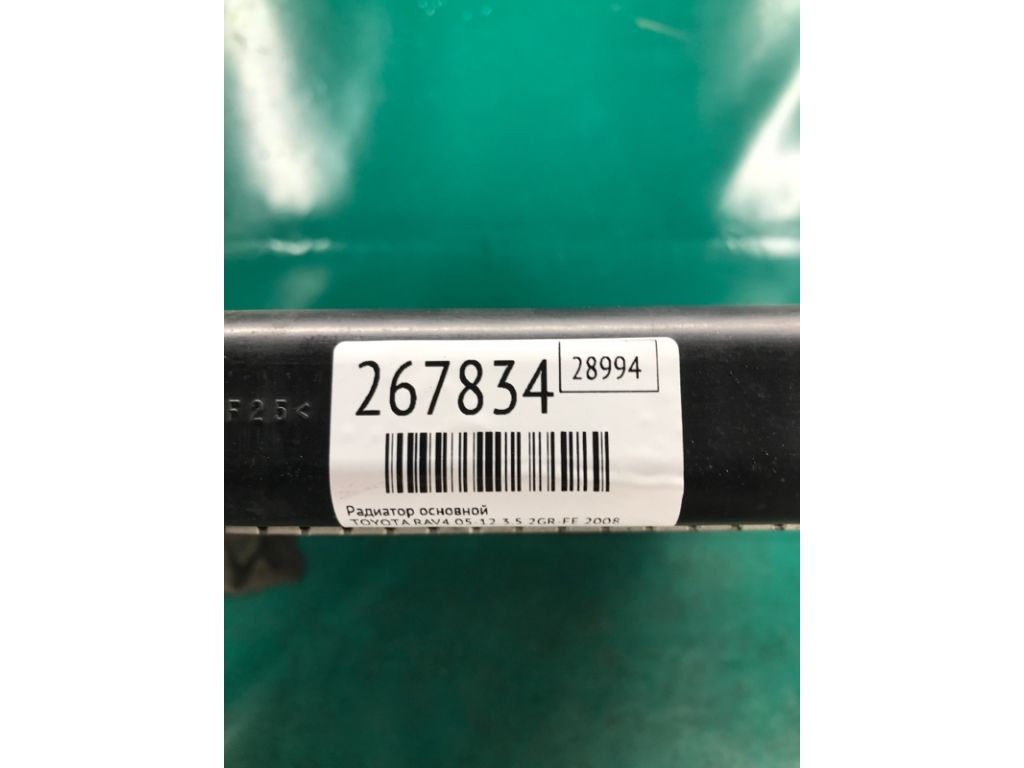 267834
28994
F25<
Радиатор основной
TOYOTA RAV4 05-12 3.5 2GR-FE 2008